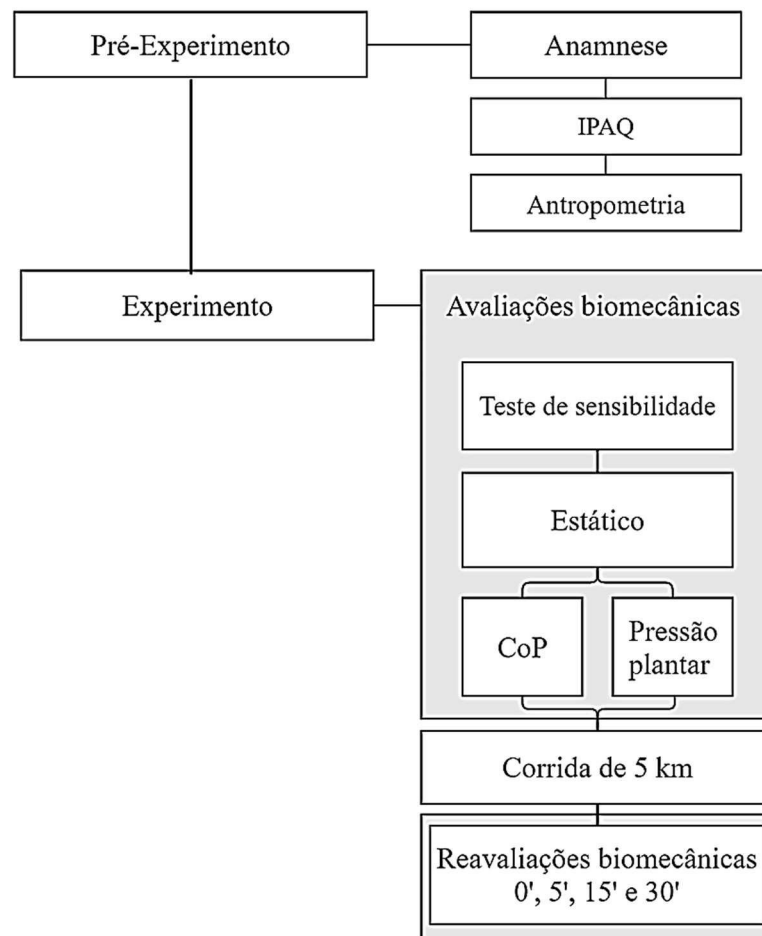 Pré-Experimento
Anamnese
IPAQ
Antropometria
Experimento
Avaliações biomecânicas
Teste de sensibilidade
Estático
CoP
Pressão
plantar
Corrida de 5 km
Reavaliações biomecânicas
0', 5', 15' e 30'